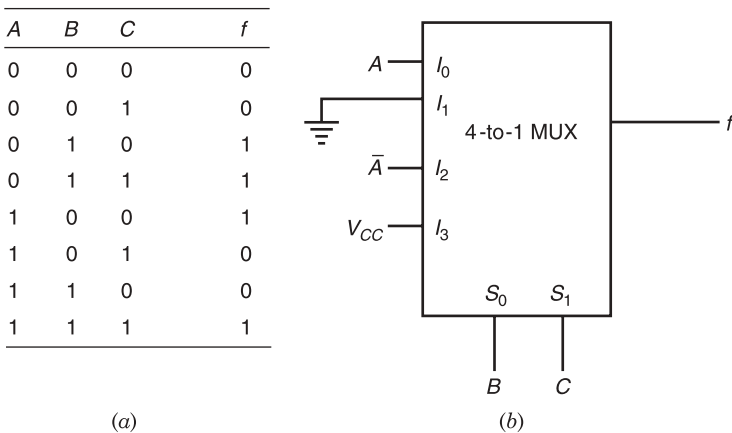 A B C f
0 0 0 0
0 0 1 0
0 1 0 1
0 1 1 1
1 0 0 1
1 0 1 0
1 1 0 0
1 1 1 1
(a)
A I₀
I₁
4-to-1 MUX
f
Ā I₂
V_CC I₃
S₀ S₁
B C
(b)